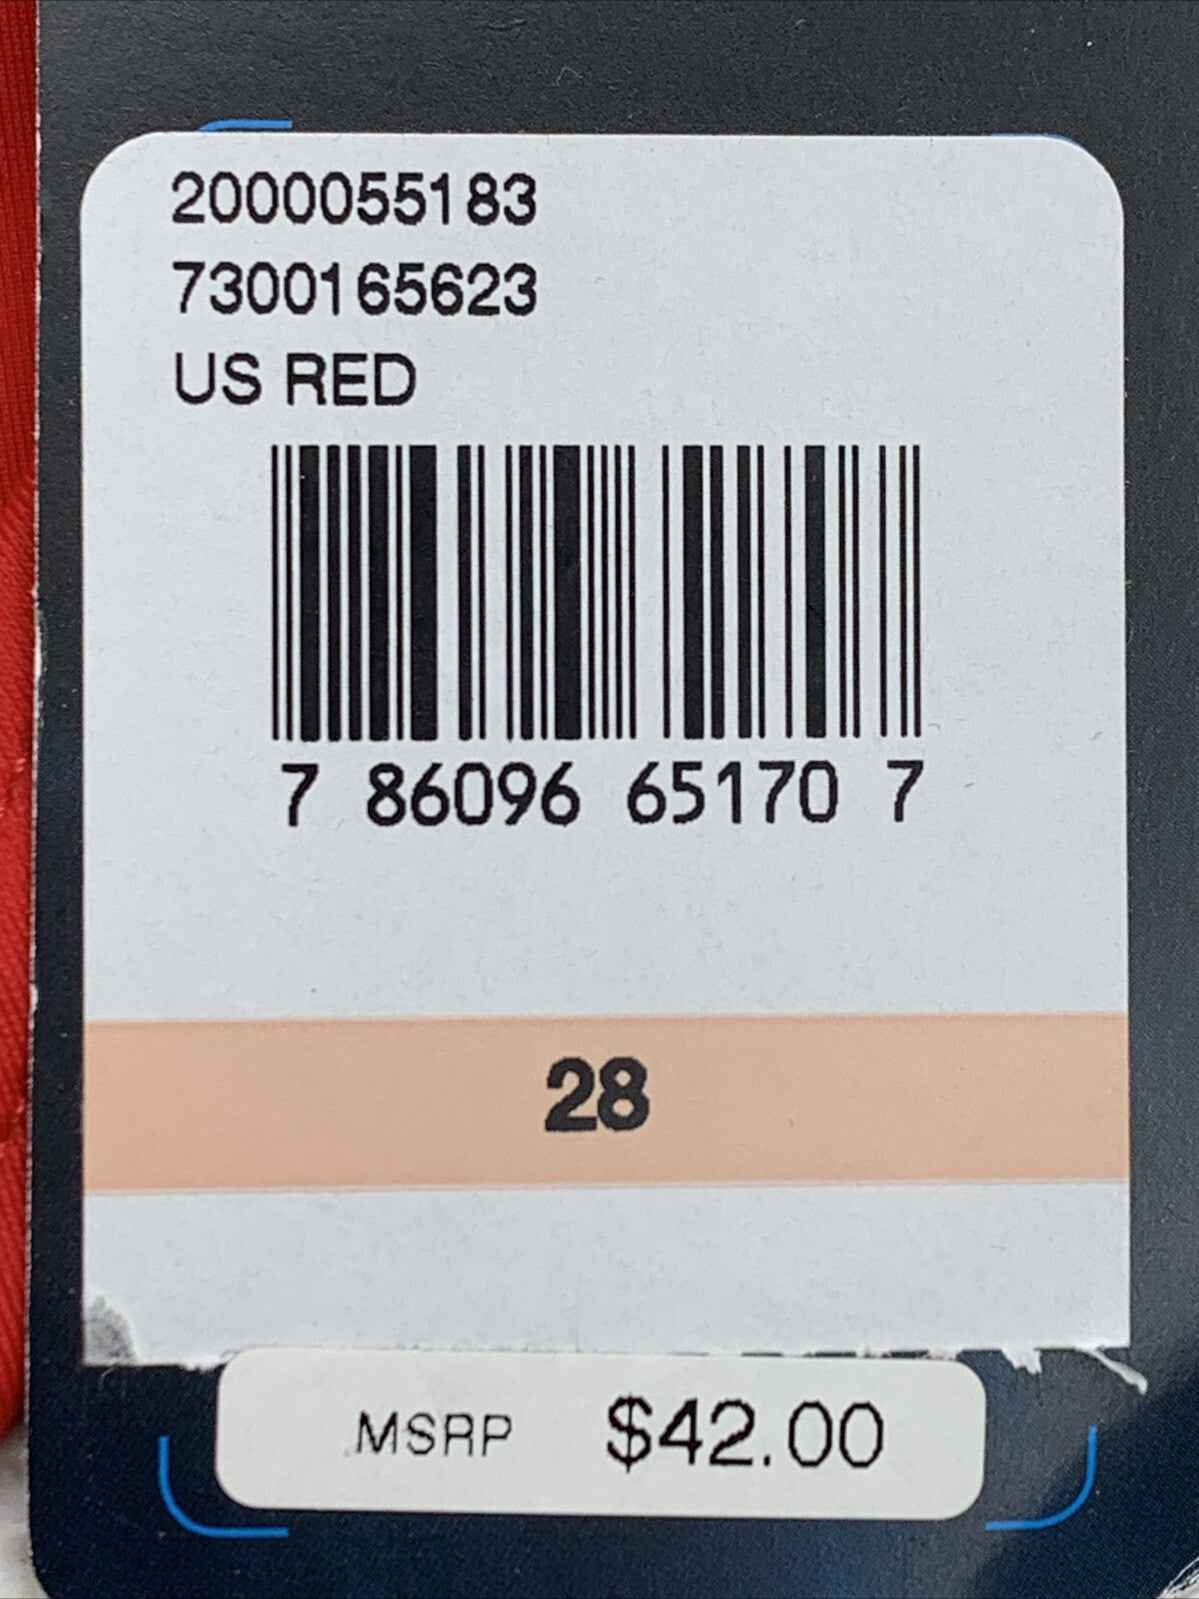 2000055183
7300165623
US RED
7 86096 65170 7
28
MSRP $42.00